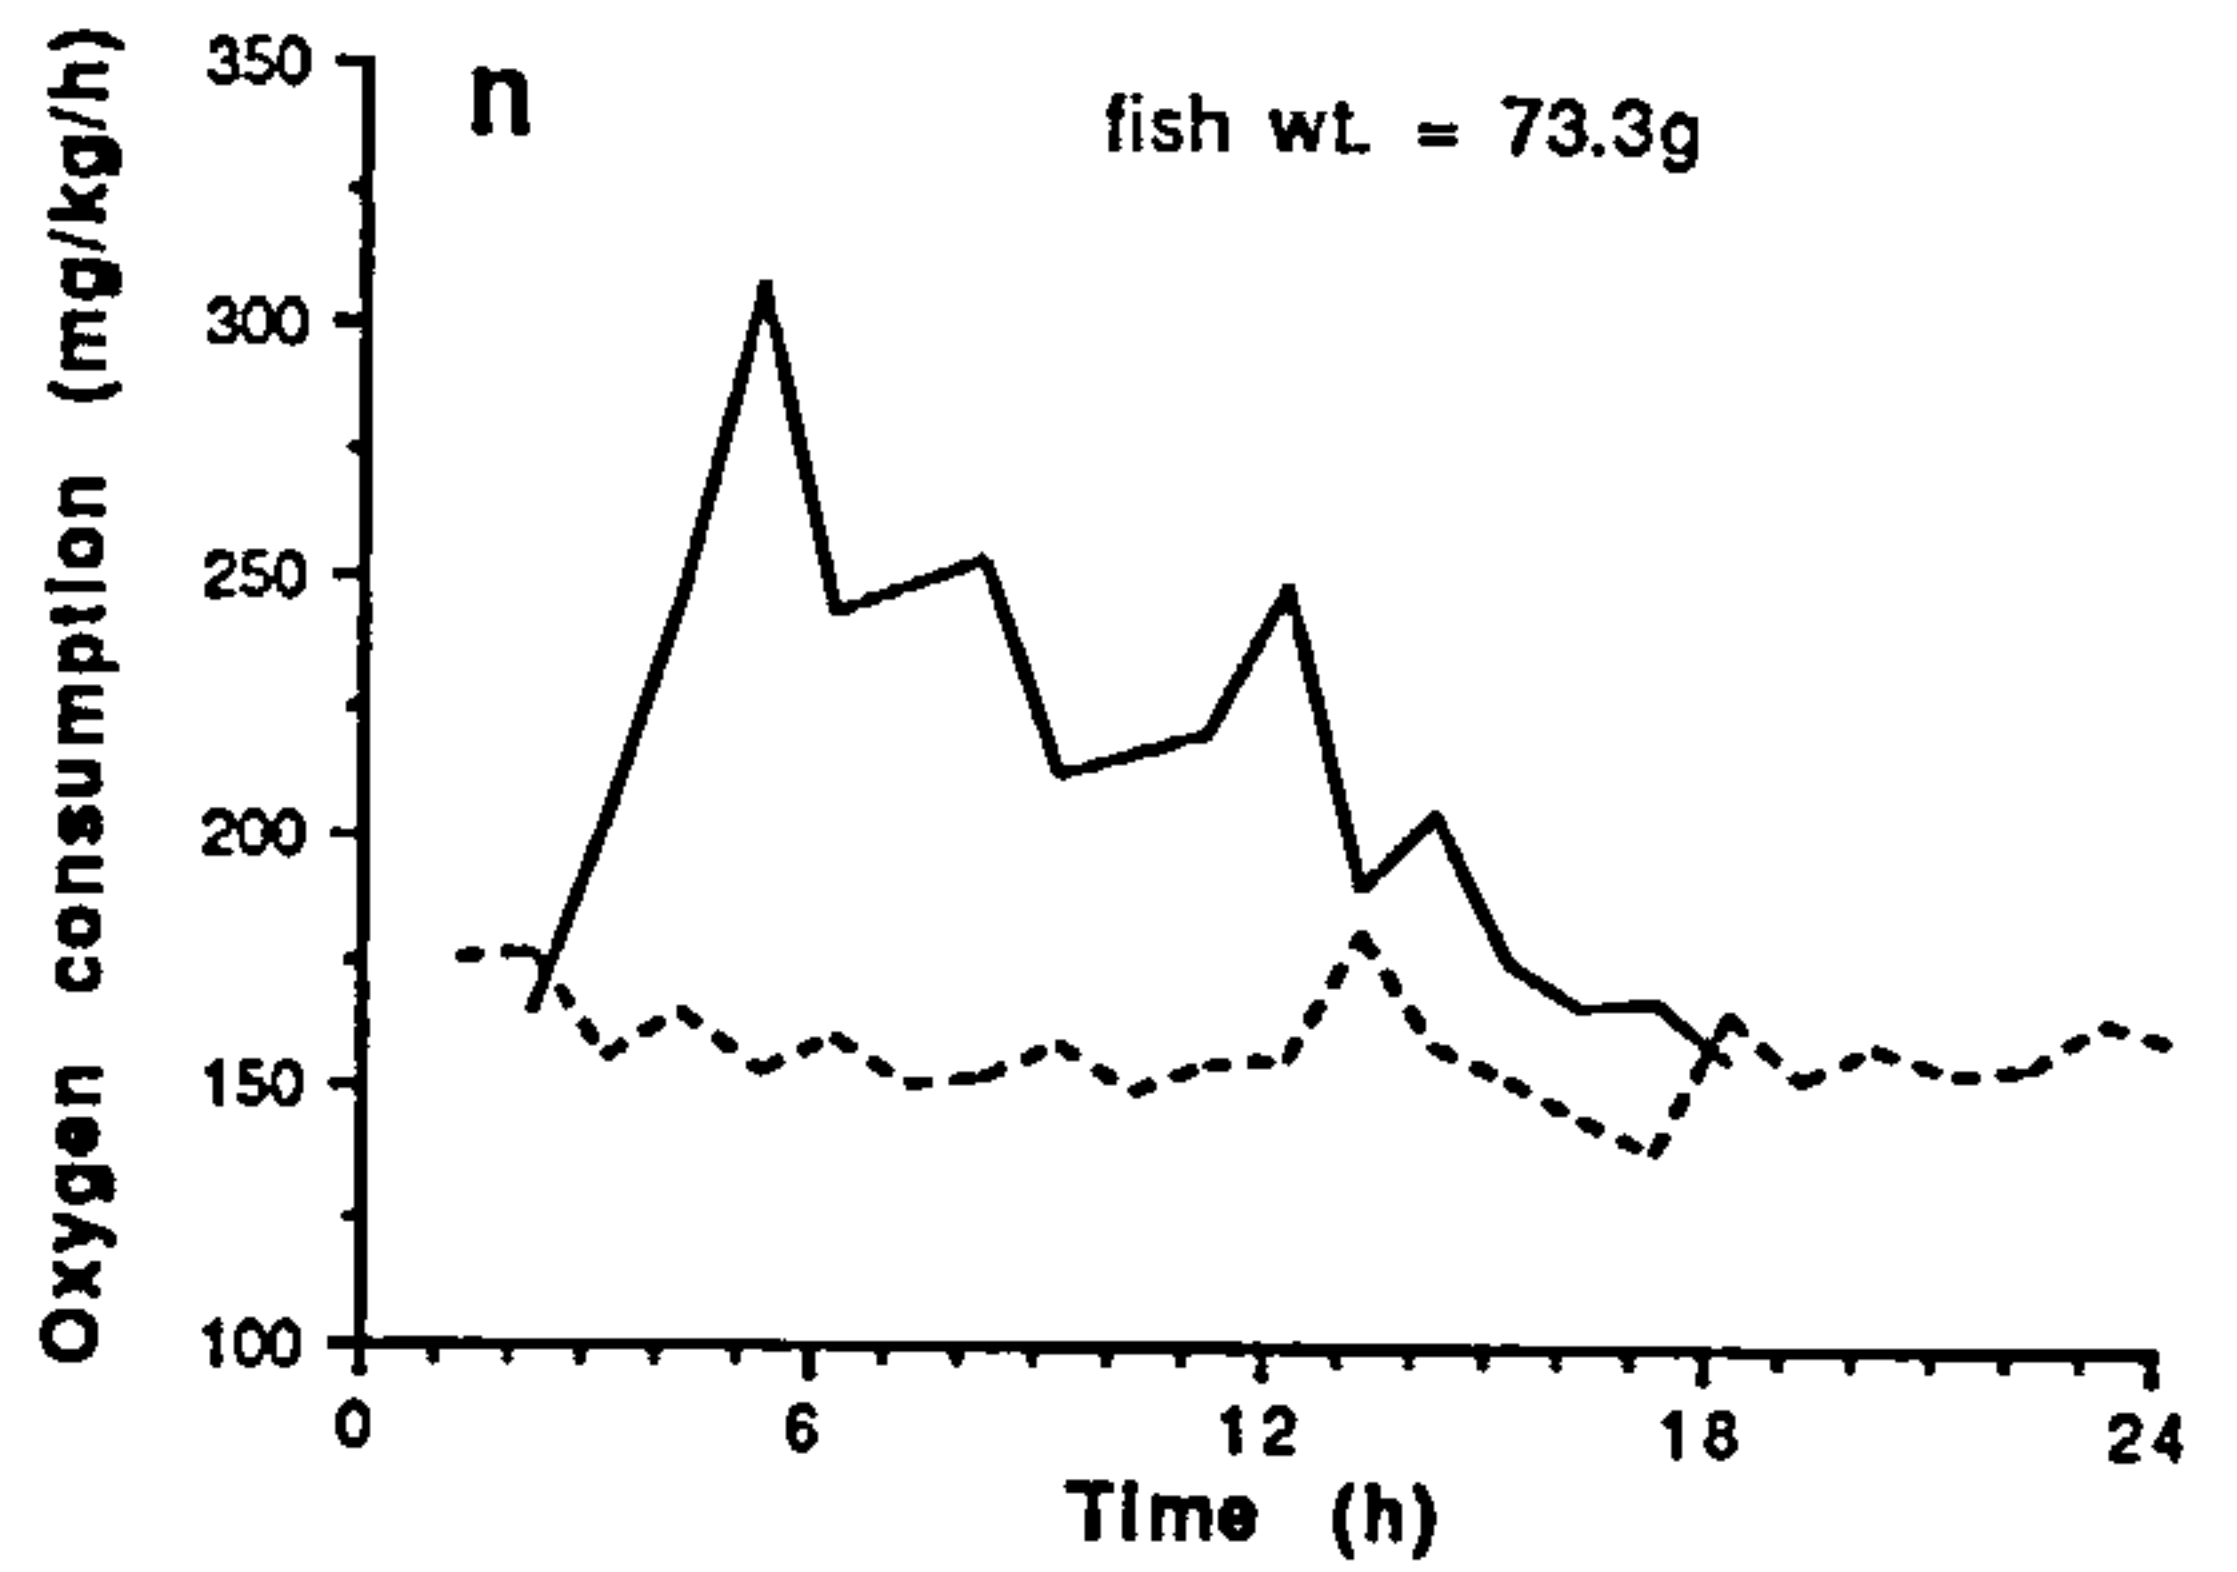 Oxygen consumption (mg/kg/h)
350
300
250
200
150
100
n
fish wt. = 73.3g
0 6 12 18 24
Time (h)